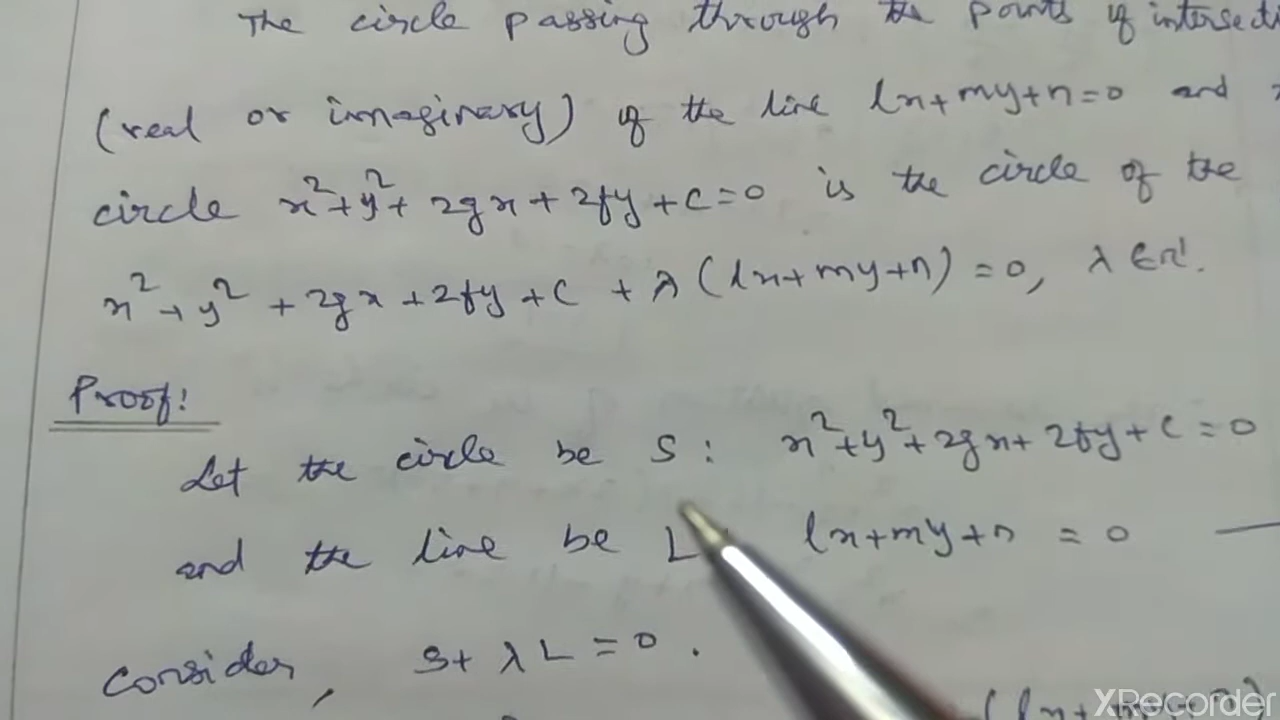 The circle passing through the points of intersecti
(real or imaginary) of the line lx+my+n=0 and
circle x²+y²+2gx+2fy+c=0 is the circle of the
x²+y²+2gx+2fy+c+λ(lx+my+n)=0, λ∈R.
Proof:
Let the circle be S: x²+y²+2gx+2fy+c=0
and the line be L lx+my+n=0 —
Consider, S+λL=0.
(lx+my+n)
XRecorder